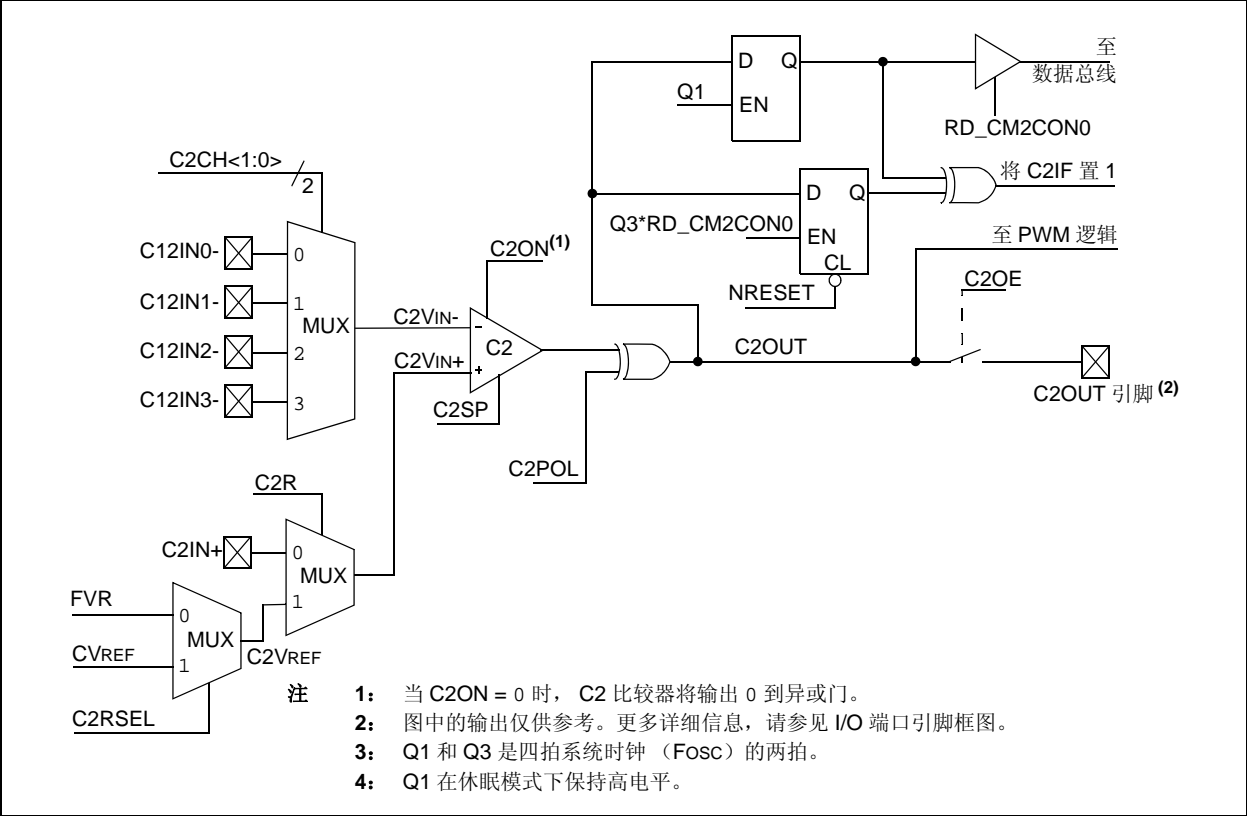 D Q
Q1
EN
至
数据总线
RD_CM2CON0
C2CH<1:0>
2
D Q
将 C2IF 置 1
Q3*RD_CM2CON0
EN
CL
NRESET
至 PWM 逻辑
C2OE
C2ON(1)
C12IN0-
0
C12IN1-
1
MUX
C12IN2-
2
C12IN3-
3
C2VIN-
-
C2
C2VIN+
+
C2SP
C2OUT
C2OUT 引脚 (2)
C2POL
C2R
C2IN+
0
MUX
1
FVR
0
MUX
CVREF
1
C2VREF
C2RSEL
注 1： 当 C2ON = 0 时， C2 比较器将输出 0 到异或门。
2： 图中的输出仅供参考。更多详细信息，请参见 I/O 端口引脚框图。
3： Q1 和 Q3 是四拍系统时钟 （FOSC）的两拍。
4： Q1 在休眠模式下保持高电平。